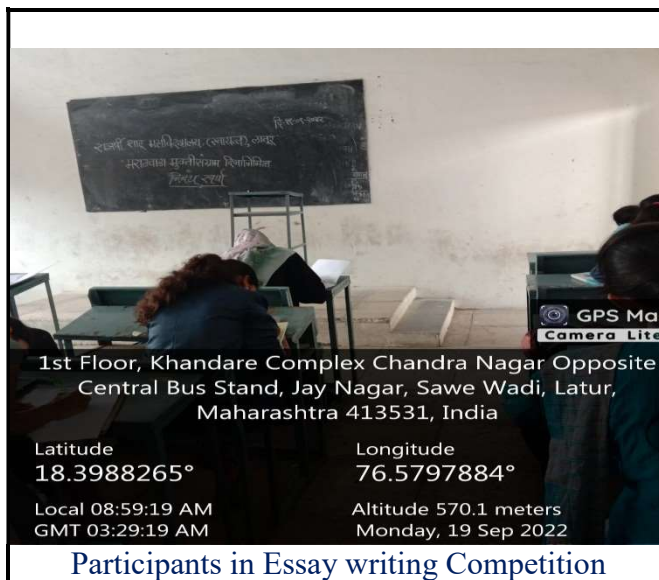 राजर्षी शाहू महाविद्यालय (स्वायत्त), लातूर
मराठवाडा मुक्तीसंग्राम दिनानिमित्त
निबंध स्पर्धा
GPS Ma
Camera Lite
1st Floor, Khandare Complex Chandra Nagar Opposite
Central Bus Stand, Jay Nagar, Sawe Wadi, Latur,
Maharashtra 413531, India
Latitude
18.3988265°
Longitude
76.5797884°
Local 08:59:19 AM
GMT 03:29:19 AM
Altitude 570.1 meters
Monday, 19 Sep 2022
Participants in Essay writing Competition